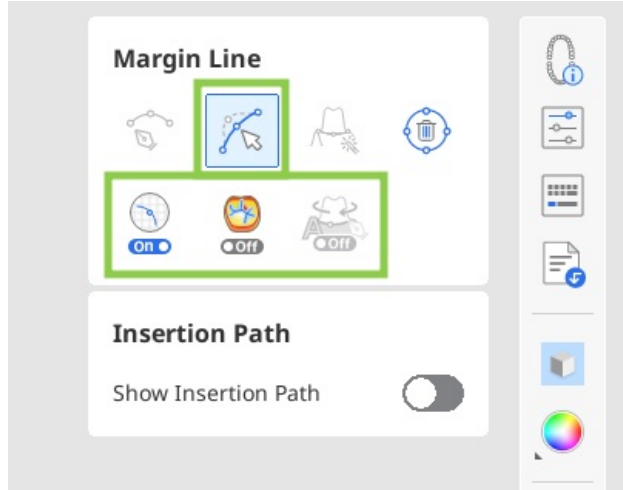 Margin Line
On
Off
A
Off
Insertion Path
Show Insertion Path